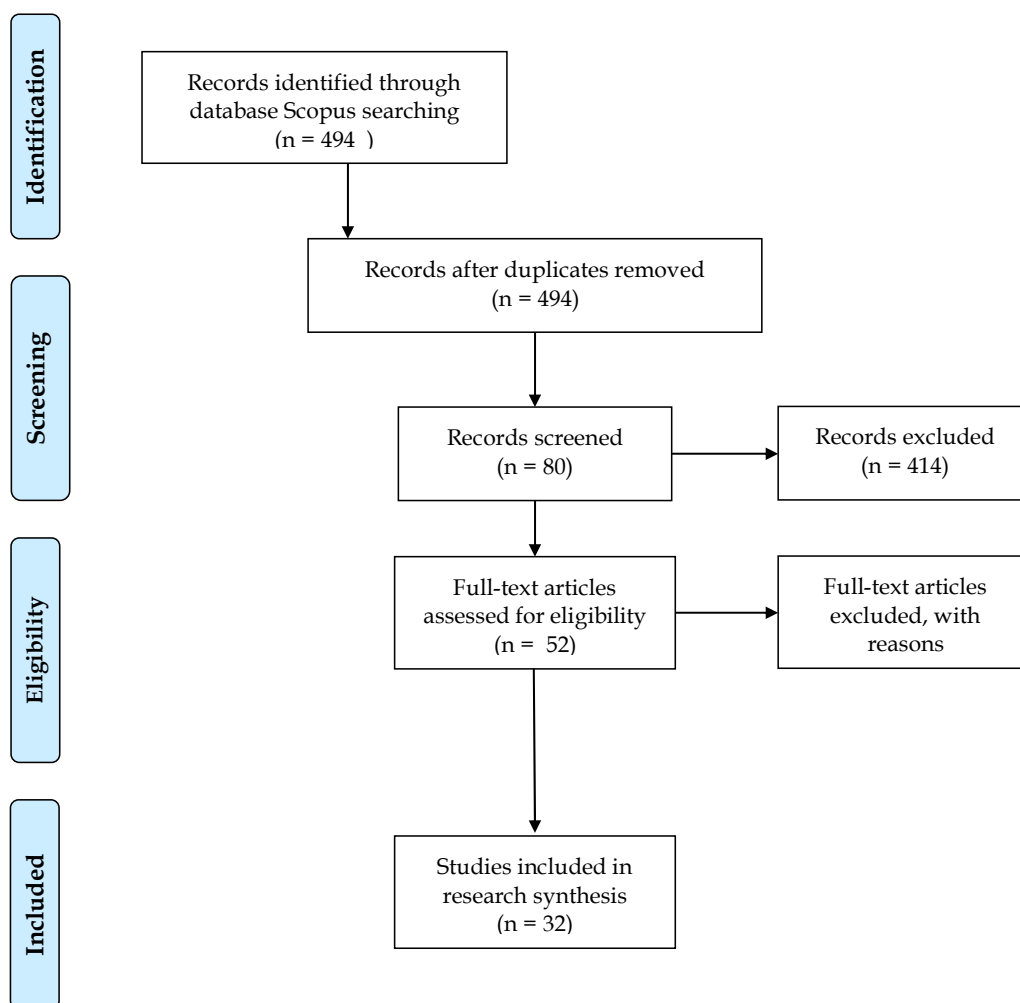 Identification
Records identified through
database Scopus searching
(n = 494 )
Records after duplicates removed
(n = 494)
Screening
Records screened
(n = 80)
Records excluded
(n = 414)
Eligibility
Full-text articles
assessed for eligibility
(n = 52)
Full-text articles
excluded, with
reasons
Included
Studies included in
research synthesis
(n = 32)